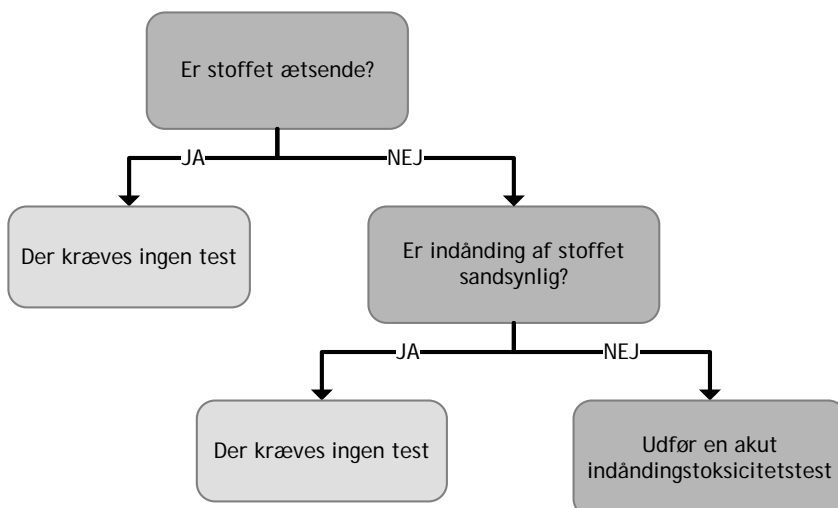 Er stoffet ætsende?
JA
NEJ
Der kræves ingen test
Er indånding af stoffet
sandsynlig?
JA
NEJ
Der kræves ingen test
Udfør en akut
indåndingstoksicitetstest